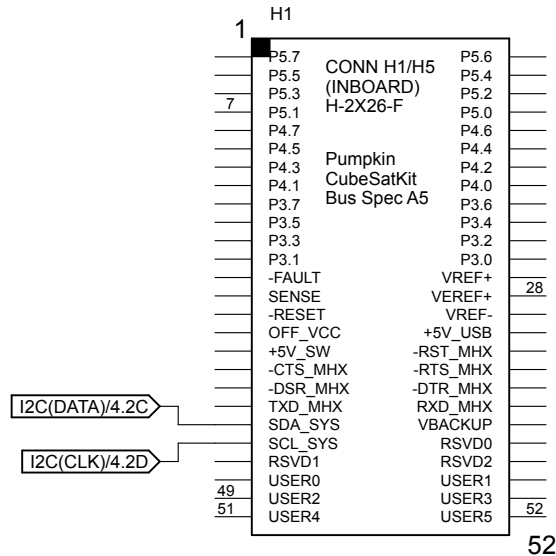 H1
1
P5.7 P5.6
P5.5 CONN H1/H5 P5.4
P5.3 (INBOARD) P5.2
7 P5.1 H-2X26-F P5.0
P4.7 P4.6
P4.5 P4.4
P4.3 Pumpkin P4.2
P4.1 CubeSatKit P4.0
P3.7 Bus Spec A5 P3.6
P3.5 P3.4
P3.3 P3.2
P3.1 P3.0
-FAULT VREF+
SENSE VEREF+ 28
-RESET VREF-
OFF_VCC +5V_USB
+5V_SW -RST_MHX
-CTS_MHX -RTS_MHX
-DSR_MHX -DTR_MHX
I2C(DATA)/4.2C TXD_MHX RXD_MHX
SDA_SYS VBACKUP
SCL_SYS RSVD0
I2C(CLK)/4.2D RSVD1 RSVD2
USER0 USER1
49 USER2 USER3
51 USER4 USER5 52
52